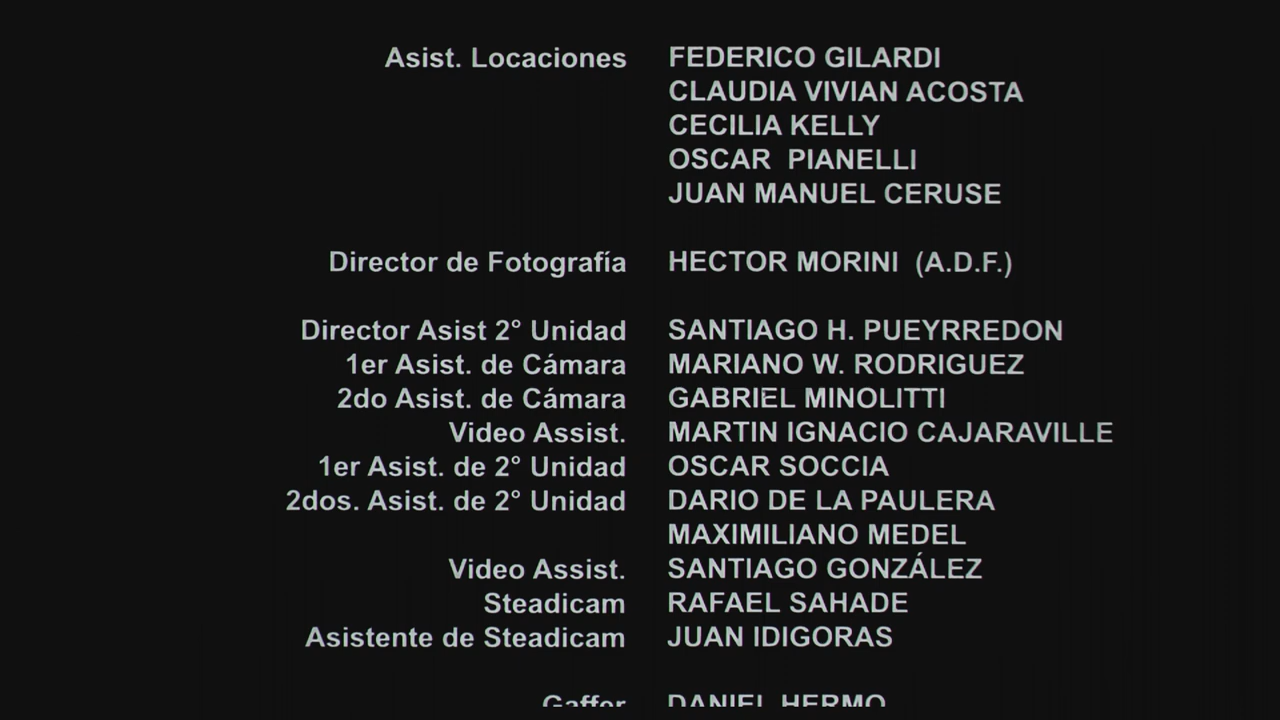 Asist. Locaciones FEDERICO GILARDI
CLAUDIA VIVIAN ACOSTA
CECILIA KELLY
OSCAR PIANELLI
JUAN MANUEL CERUSE
Director de Fotografía HECTOR MORINI (A.D.F.)
Director Asist 2° Unidad SANTIAGO H. PUEYRREDON
1er Asist. de Cámara MARIANO W. RODRIGUEZ
2do Asist. de Cámara GABRIEL MINOLITTI
Video Assist. MARTIN IGNACIO CAJARAVILLE
1er Asist. de 2° Unidad OSCAR SOCCIA
2dos. Asist. de 2° Unidad DARIO DE LA PAULERA
MAXIMILIANO MEDEL
Video Assist. SANTIAGO GONZÁLEZ
Steadicam RAFAEL SAHADE
Asistente de Steadicam JUAN IDIGORAS
Gaffer DANIEL HERMO